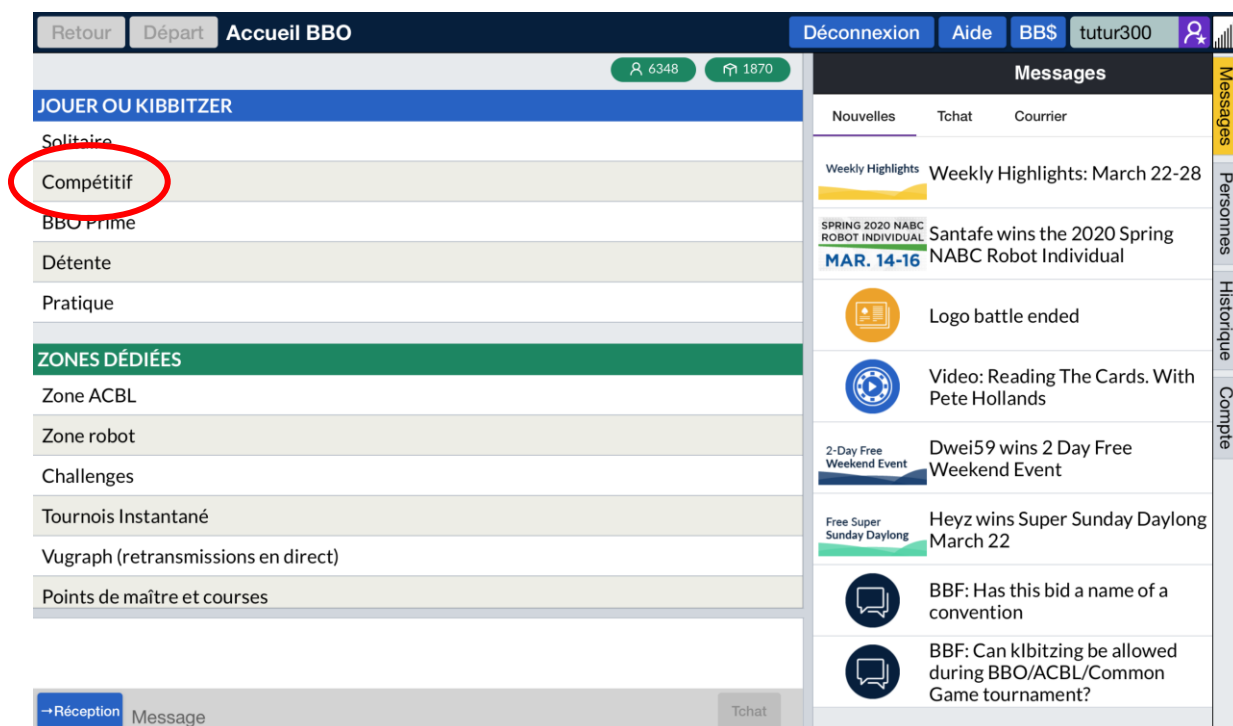 Retour Départ Accueil BBO Déconnexion Aide BB$ tutur300
6348 1870
JOUER OU KIBBITZER
Solitaire
Compétitif
BBO Prime
Détente
Pratique
ZONES DÉDIÉES
Zone ACBL
Zone robot
Challenges
Tournois Instantané
Vugraph (retransmissions en direct)
Points de maître et courses
→Réception Message Tchat
Messages
Nouvelles Tchat Courrier
Weekly Highlights
Weekly Highlights: March 22-28
SPRING 2020 NABC
ROBOT INDIVIDUAL
MAR. 14-16
Santafe wins the 2020 Spring
NABC Robot Individual
Logo battle ended
Video: Reading The Cards. With
Pete Hollands
2-Day Free
Weekend Event
Dwei59 wins 2 Day Free
Weekend Event
Free Super
Sunday Daylong
Heyz wins Super Sunday Daylong
March 22
BBF: Has this bid a name of a
convention
BBF: Can kIbitzing be allowed
during BBO/ACBL/Common
Game tournament?
Messages
Personnes
Historique
Compte